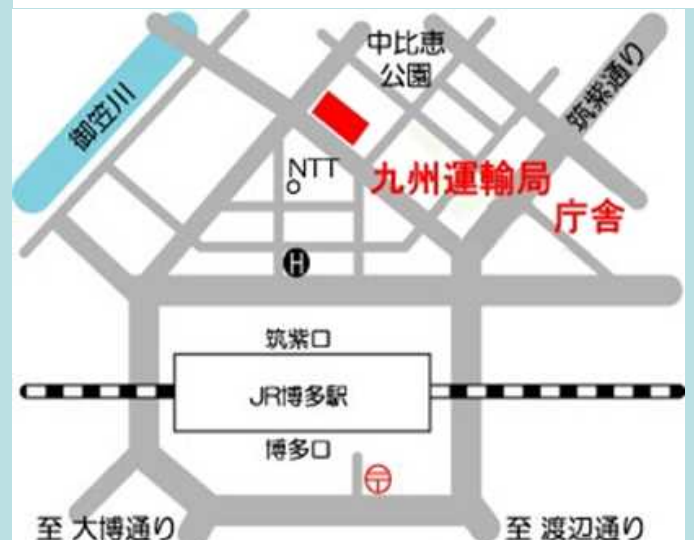 中比恵
公園
御笠川
筑紫通り
NTT
九州運輸局
庁舎
H
筑紫口
JR博多駅
博多口
至 大博通り
至 渡辺通り